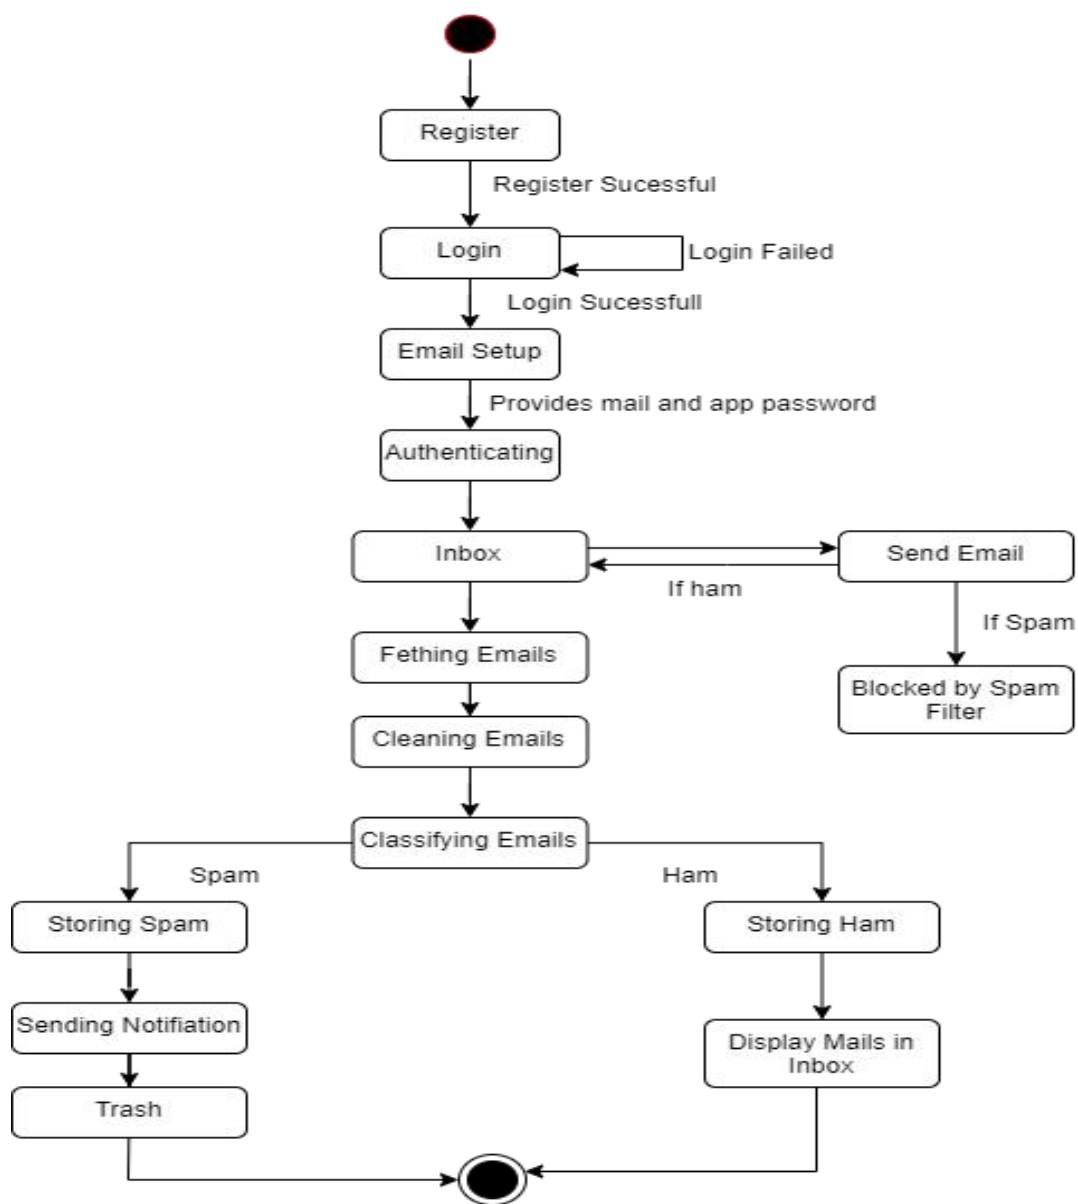 Register
Register Sucessful
Login
Login Failed
Login Sucessfull
Email Setup
Provides mail and app password
Authenticating
Inbox
Send Email
If ham
If Spam
Fething Emails
Blocked by Spam
Filter
Cleaning Emails
Classifying Emails
Spam
Ham
Storing Spam
Storing Ham
Sending Notifiation
Display Mails in
Inbox
Trash